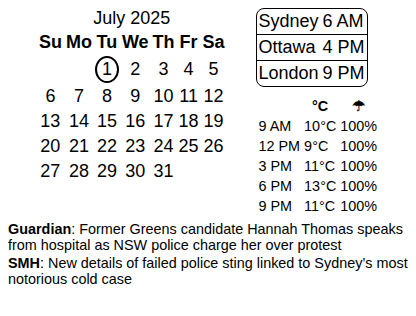 July 2025
Su Mo Tu We Th Fr Sa
1 2 3 4 5
6 7 8 9 10 11 12
13 14 15 16 17 18 19
20 21 22 23 24 25 26
27 28 29 30 31
Sydney 6 AM
Ottawa 4 PM
London 9 PM
°C ☂
9 AM 10°C 100%
12 PM 9°C 100%
3 PM 11°C 100%
6 PM 13°C 100%
9 PM 11°C 100%
Guardian: Former Greens candidate Hannah Thomas speaks
from hospital as NSW police charge her over protest
SMH: New details of failed police sting linked to Sydney's most
notorious cold case